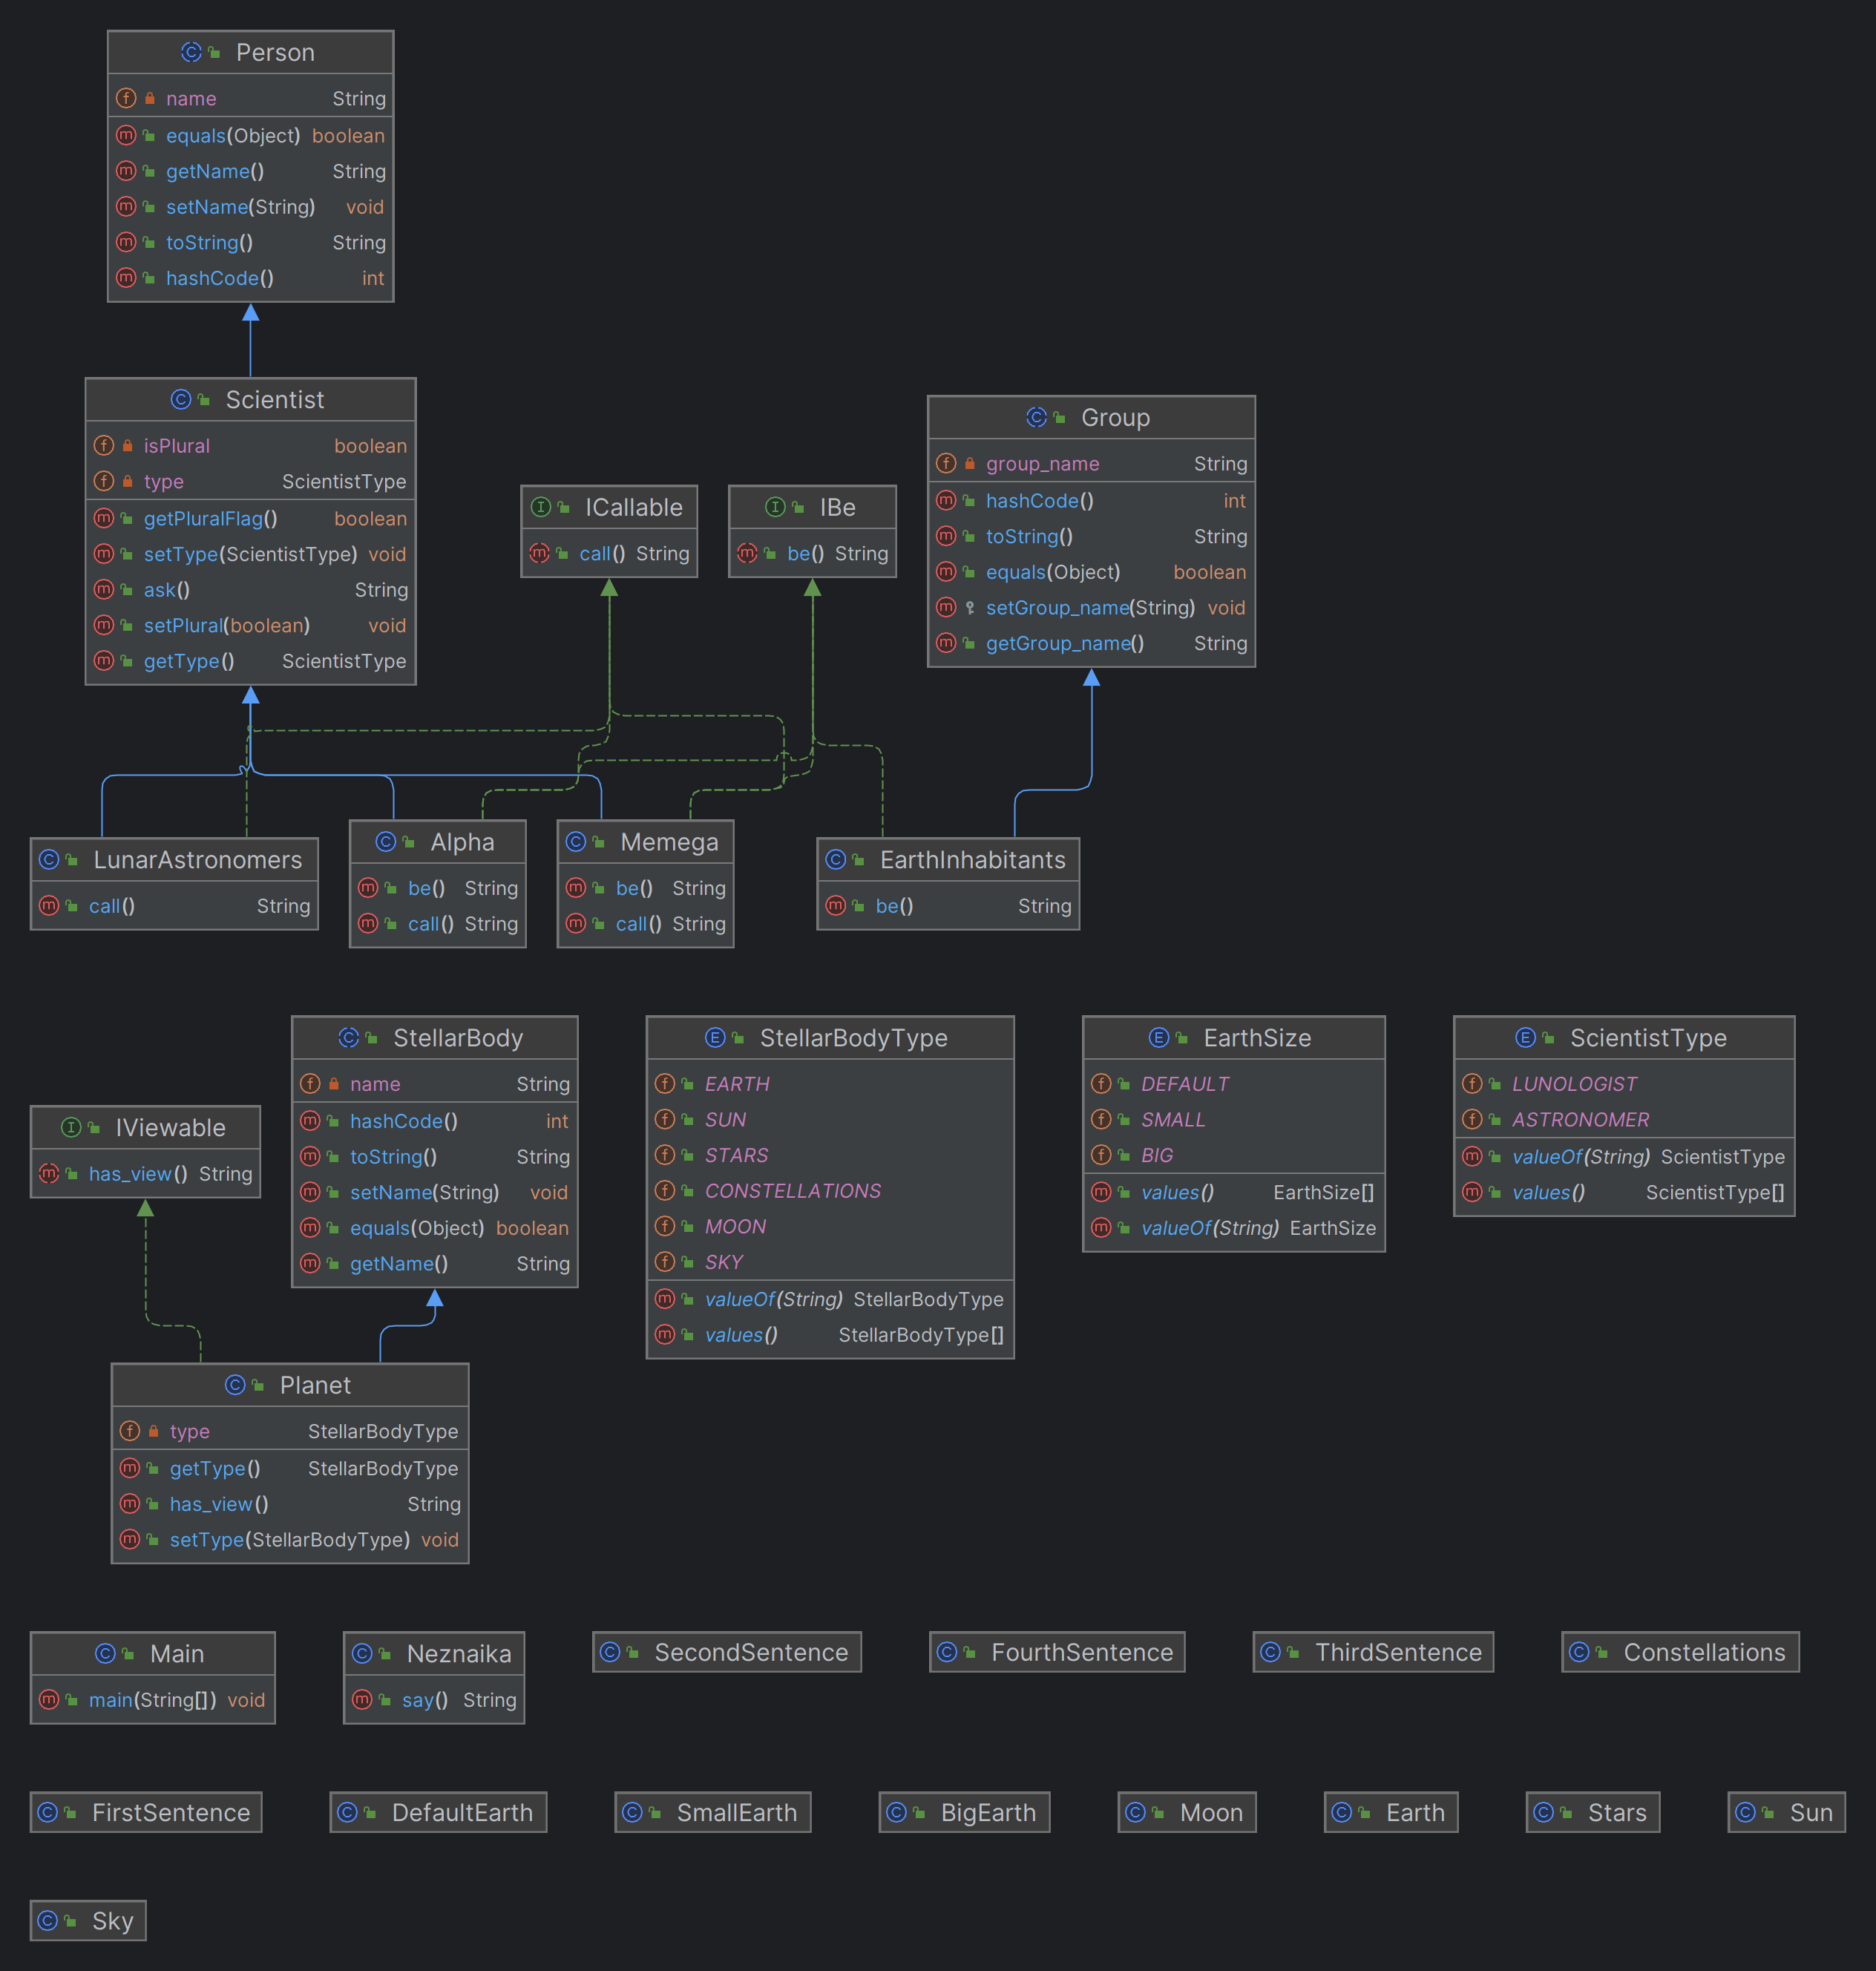 Person
name String
equals(Object) boolean
getName() String
setName(String) void
toString() String
hashCode() int
Scientist
isPlural boolean
type ScientistType
getPluralFlag() boolean
setType(ScientistType) void
ask() String
setPlural(boolean) void
getType() ScientistType
ICallable
call() String
IBe
be() String
Group
group_name String
hashCode() int
toString() String
equals(Object) boolean
setGroup_name(String) void
getGroup_name() String
LunarAstronomers
call() String
Alpha
be() String
call() String
Memega
be() String
call() String
EarthInhabitants
be() String
IViewable
has_view() String
StellarBody
name String
hashCode() int
toString() String
setName(String) void
equals(Object) boolean
getName() String
StellarBodyType
EARTH
SUN
STARS
CONSTELLATIONS
MOON
SKY
valueOf(String) StellarBodyType
values() StellarBodyType[]
EarthSize
DEFAULT
SMALL
BIG
values() EarthSize[]
valueOf(String) EarthSize
ScientistType
LUNOLOGIST
ASTRONOMER
valueOf(String) ScientistType
values() ScientistType[]
Planet
type StellarBodyType
getType() StellarBodyType
has_view() String
setType(StellarBodyType) void
Main
main(String[]) void
Neznaika
say() String
SecondSentence
FourthSentence
ThirdSentence
Constellations
FirstSentence
DefaultEarth
SmallEarth
BigEarth
Moon
Earth
Stars
Sun
Sky